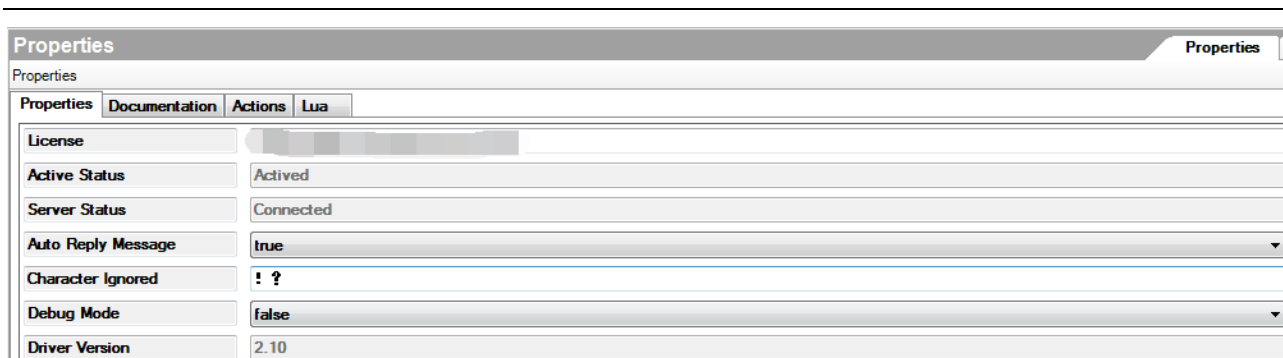 Properties Properties
Properties
Properties Documentation Actions Lua
License
Active Status Actived
Server Status Connected
Auto Reply Message true
Character Ignored ! ?
Debug Mode false
Driver Version 2.10